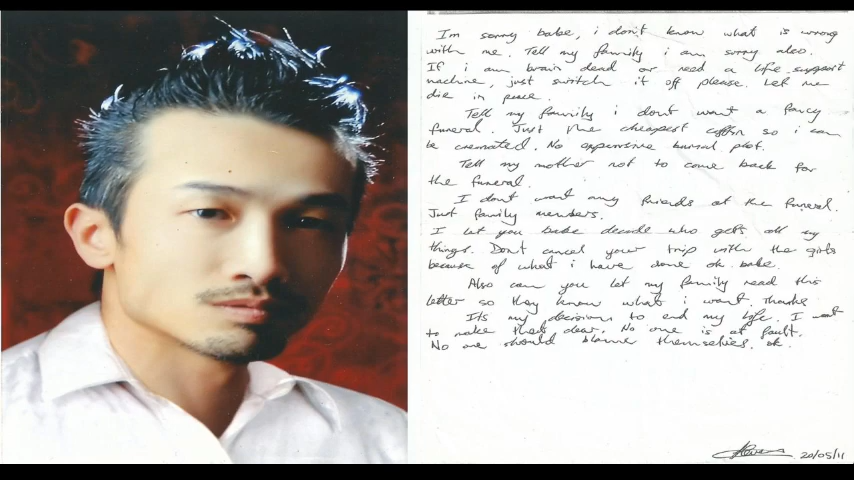 I'm sorry babe, i don't know what is wrong
with me. Tell my family i am sorry also.
If i am brain dead or need a life support
machine, just switch it off please. Let me
die in peace.
Tell my family i dont want a fancy
funeral. Just the cheapest coffin so i can
be cremated. No expensive burial plot.
Tell my mother not to come back for
the funeral.
I dont want any friends at the funeral.
Just family members.
I let you babe decide who gets all my
things. Dont cancel your trip with the girls
because of what i have done ok babe.
Also can you let my family read this
letter so they know what i want. Thanks
Its my decision to end my life. I want
to make that clear. No one is at fault.
No one should blame themselves. ok.
20/05/11